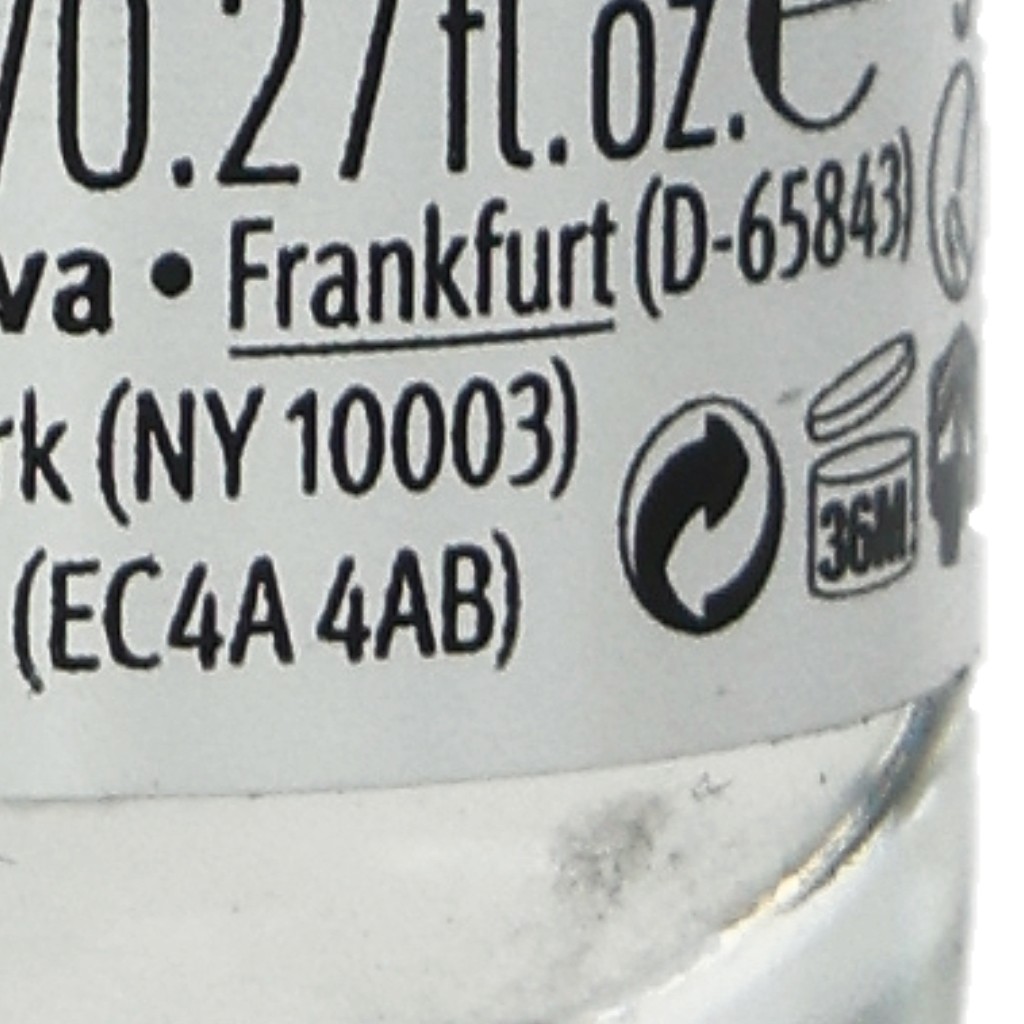 /0.27fl.oz.e
va • Frankfurt (D-65843)
rk (NY 10003)
36M
(EC4A 4AB)